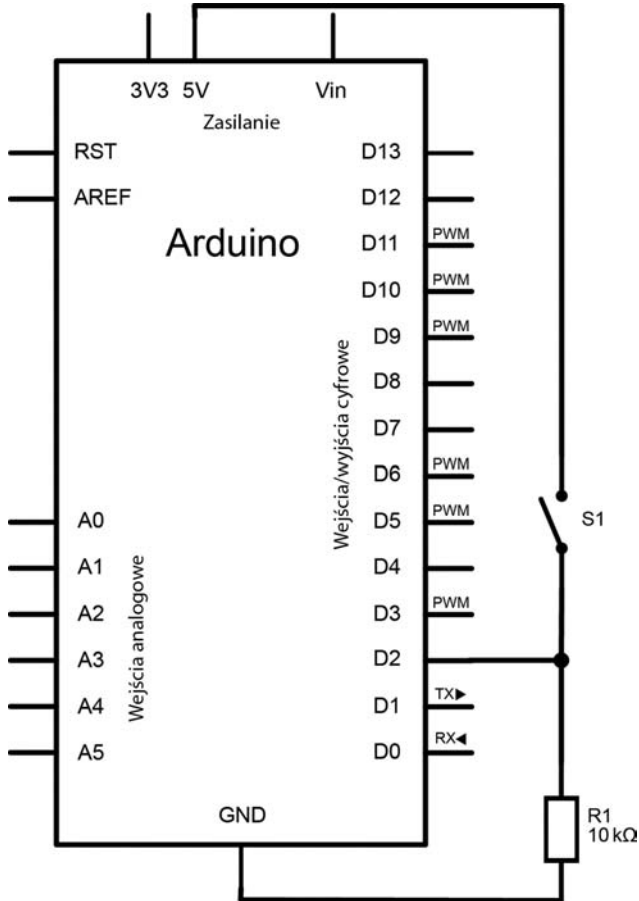 3V3 5V Vin
Zasilanie
RST D13
AREF D12
Arduino D11 PWM
D10 PWM
D9 PWM
D8
D7
Wejścia/wyjścia cyfrowe
D6 PWM
A0 D5 PWM
S1
A1 D4
A2 D3 PWM
A3 D2
Wejścia analogowe
A4 D1 TX▶
A5 D0 RX◀
GND
R1
10 kΩ